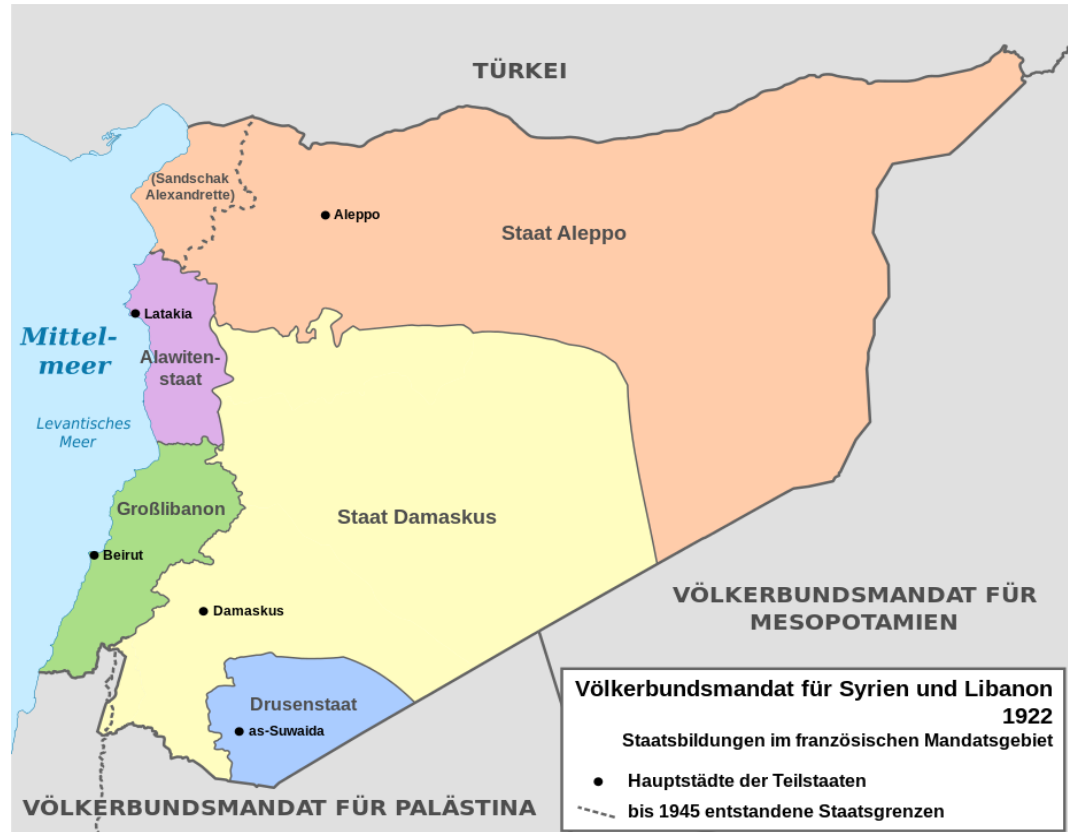 TÜRKEI
(Sandschak
Alexandrette)
Aleppo
Staat Aleppo
Latakia
Mittel-
meer
Alawiten-
staat
Levantisches
Meer
Großlibanon
Staat Damaskus
Beirut
Damaskus
VÖLKERBUNDSMANDAT FÜR
MESOPOTAMIEN
Drusenstaat
as-Suwaida
VÖLKERBUNDSMANDAT FÜR PALÄSTINA
Völkerbundsmandat für Syrien und Libanon
1922
Staatsbildungen im französischen Mandatsgebiet
Hauptstädte der Teilstaaten
bis 1945 entstandene Staatsgrenzen